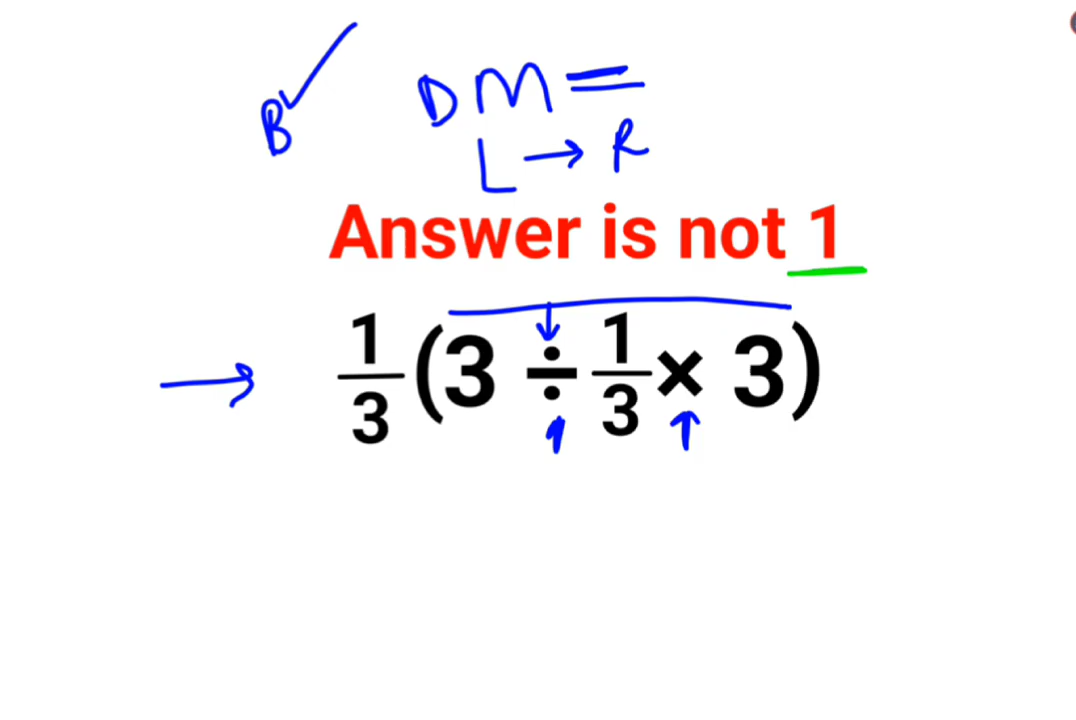 B✓
DM=
L → R
Answer is not 1
→ 1/3 (3 ÷ 1/3 × 3)